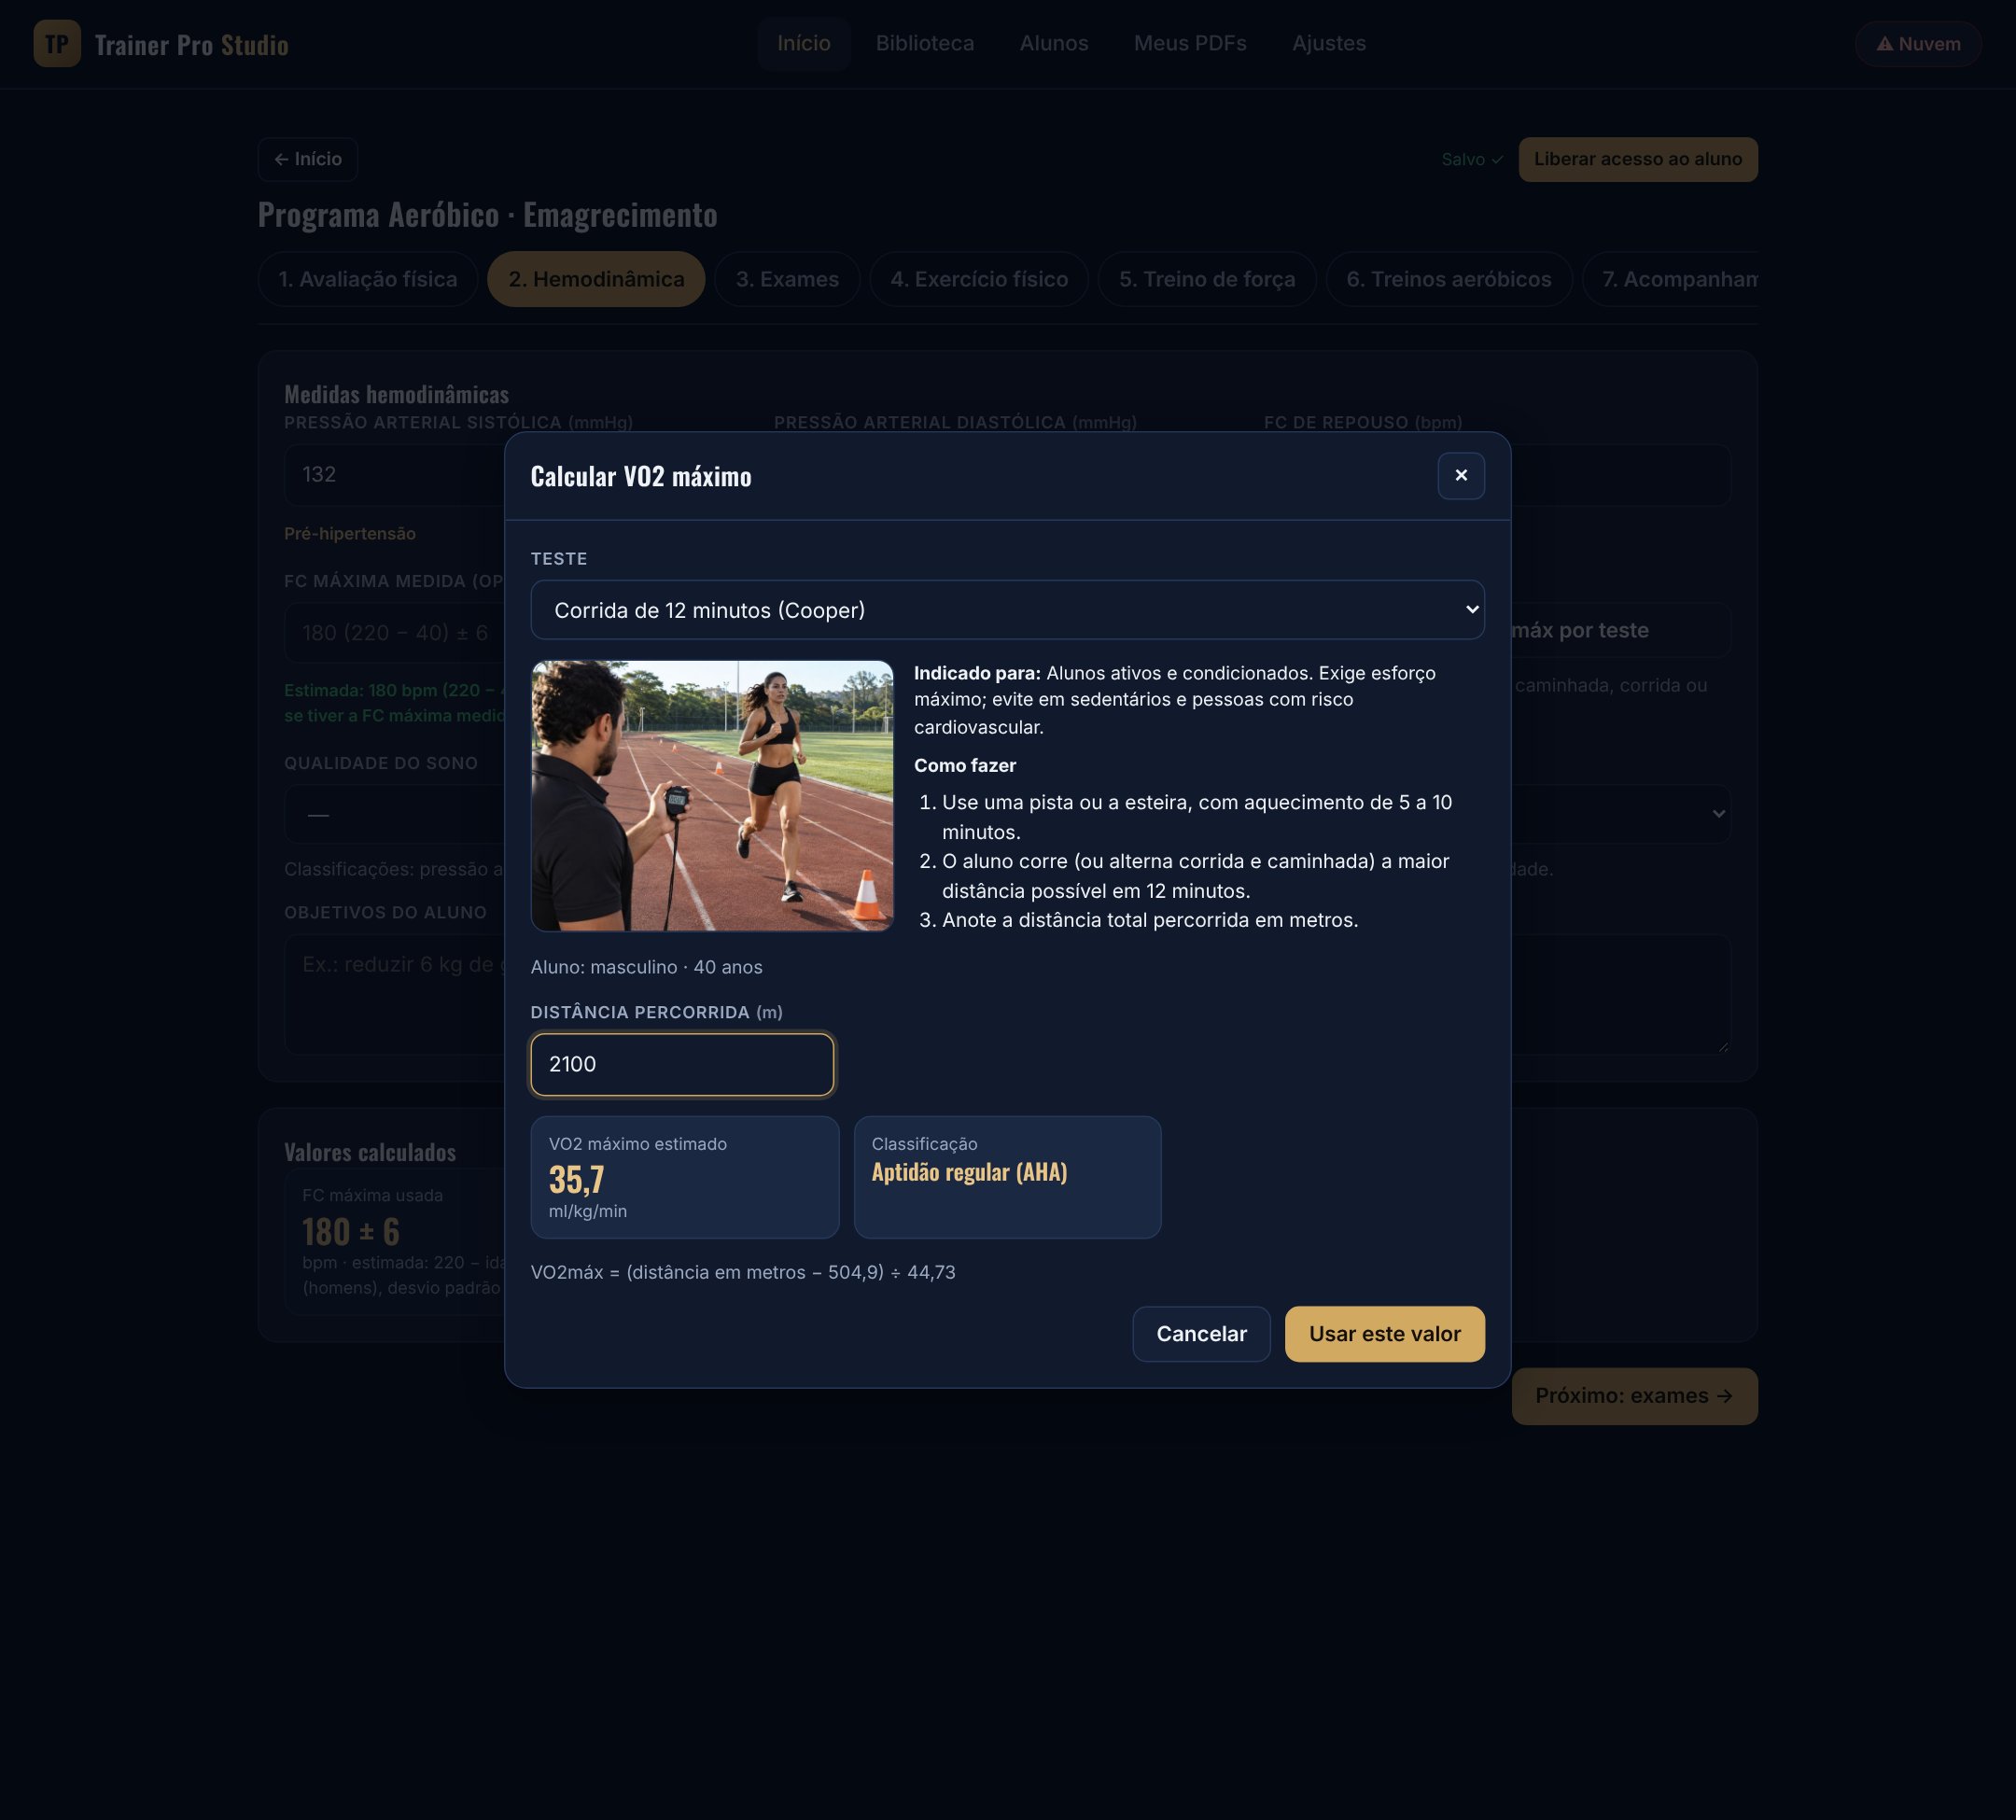 TP Trainer Pro Studio
Início Biblioteca Alunos Meus PDFs Ajustes
⚠ Nuvem
← Início
Salvo ✓
Liberar acesso ao aluno
Programa Aeróbico · Emagrecimento
1. Avaliação física 2. Hemodinâmica 3. Exames 4. Exercício físico 5. Treino de força 6. Treinos aeróbicos 7. Acompanham
Medidas hemodinâmicas
PRESSÃO ARTERIAL SISTÓLICA (mmHg) PRESSÃO ARTERIAL DIASTÓLICA (mmHg) FC DE REPOUSO (bpm)
132
Pré-hipertensão
FC MÁXIMA MEDIDA (OP
180 (220 − 40) ± 6
máx por teste
Estimada: 180 bpm (220 −
se tiver a FC máxima medid
caminhada, corrida ou
QUALIDADE DO SONO
—
Classificações: pressão a
dade.
OBJETIVOS DO ALUNO
Ex.: reduzir 6 kg de g
Valores calculados
FC máxima usada
180 ± 6
bpm · estimada: 220 − ida
(homens), desvio padrão
Próximo: exames →
Calcular VO2 máximo
×
TESTE
Corrida de 12 minutos (Cooper)
Indicado para: Alunos ativos e condicionados. Exige esforço
máximo; evite em sedentários e pessoas com risco
cardiovascular.
Como fazer
1. Use uma pista ou a esteira, com aquecimento de 5 a 10
minutos.
2. O aluno corre (ou alterna corrida e caminhada) a maior
distância possível em 12 minutos.
3. Anote a distância total percorrida em metros.
Aluno: masculino · 40 anos
DISTÂNCIA PERCORRIDA (m)
2100
VO2 máximo estimado
35,7
ml/kg/min
Classificação
Aptidão regular (AHA)
VO2máx = (distância em metros − 504,9) ÷ 44,73
Cancelar
Usar este valor